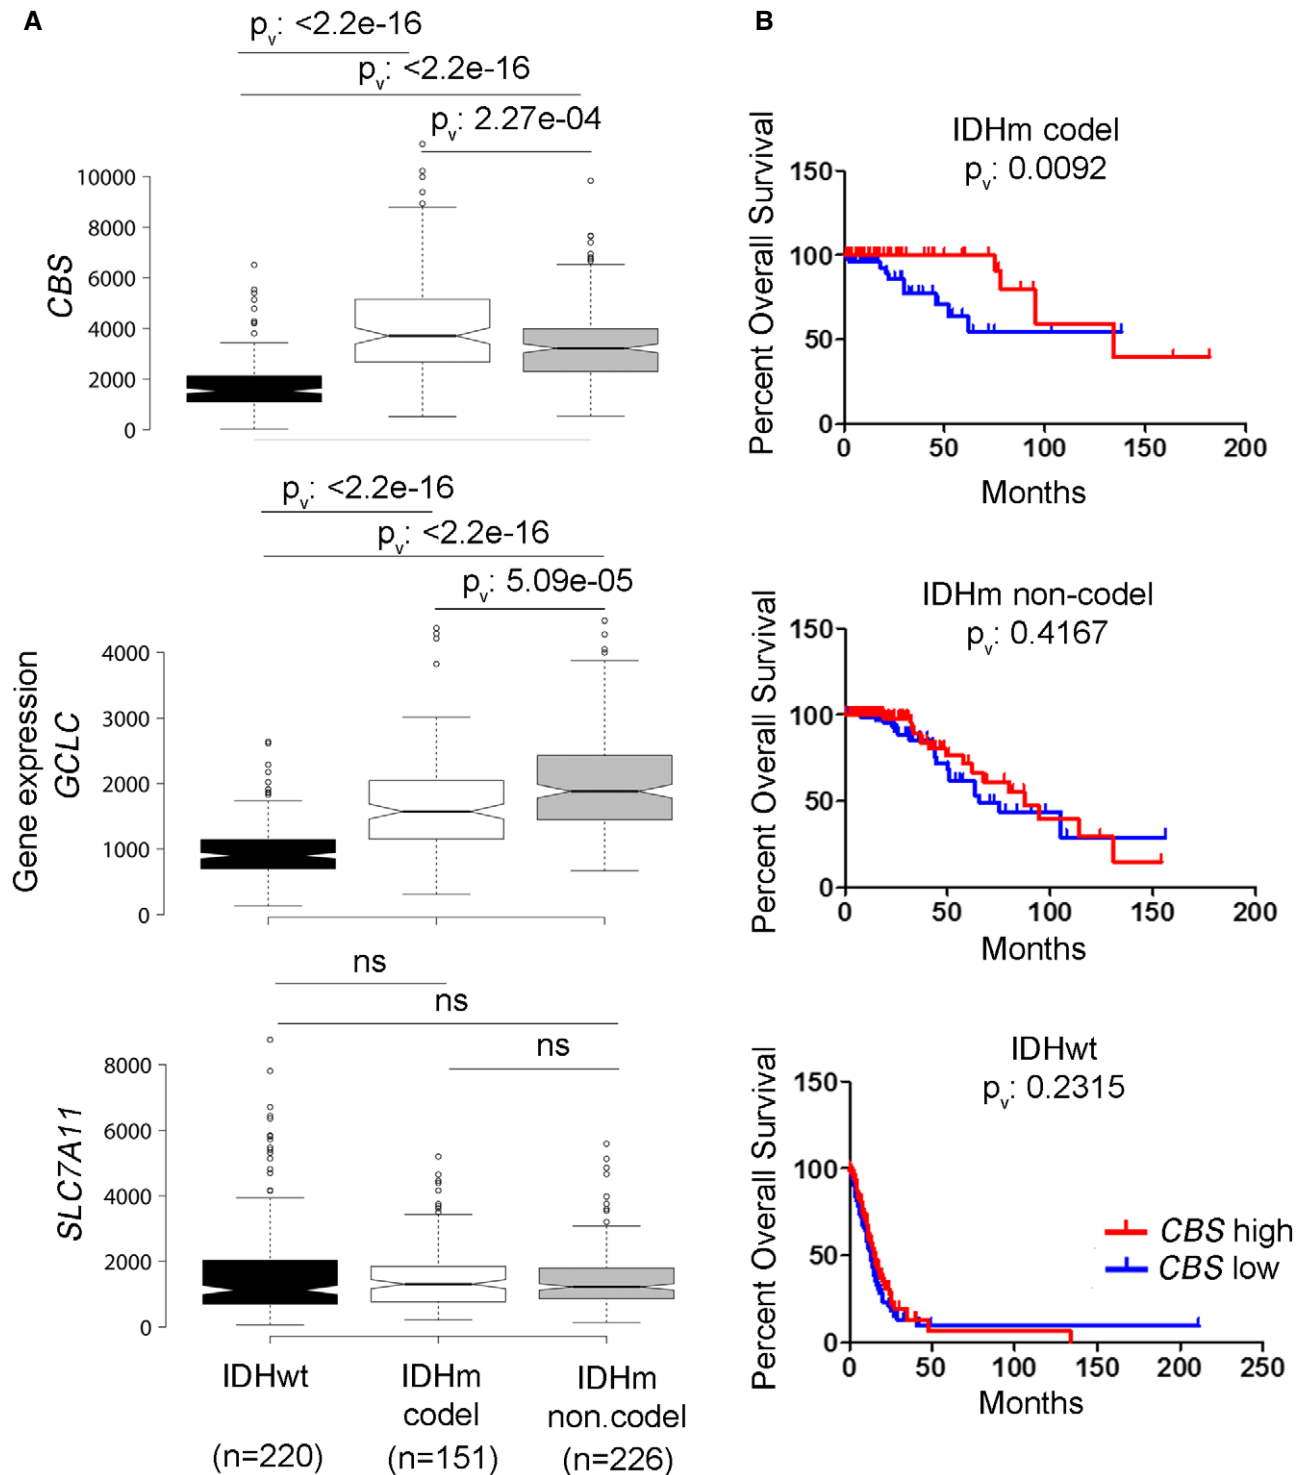 A
pv: <2.2e-16
pv: <2.2e-16
pv: 2.27e-04
CBS
10000
8000
6000
4000
2000
0
pv: <2.2e-16
pv: <2.2e-16
pv: 5.09e-05
Gene expression
GCLC
4000
3000
2000
1000
0
ns
ns
ns
SLC7A11
8000
6000
4000
2000
0
IDHwt
(n=220)
IDHm
codel
(n=151)
IDHm
non.codel
(n=226)
B
IDHm codel
pv: 0.0092
Percent Overall Survival
150
100
50
0
0 50 100 150 200
Months
IDHm non-codel
pv: 0.4167
Percent Overall Survival
150
100
50
0
0 50 100 150 200
Months
IDHwt
pv: 0.2315
Percent Overall Survival
150
100
50
0
CBS high
CBS low
0 50 100 150 200 250
Months